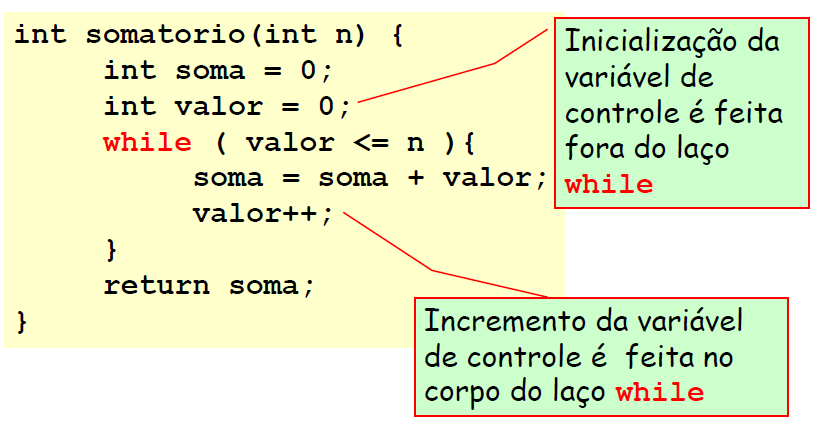 int somatorio(int n) {
int soma = 0;
int valor = 0;
while ( valor <= n ){
soma = soma + valor;
valor++;
}
return soma;
}
Inicialização da
variável de
controle é feita
fora do laço
while
Incremento da variável
de controle é feita no
corpo do laço while